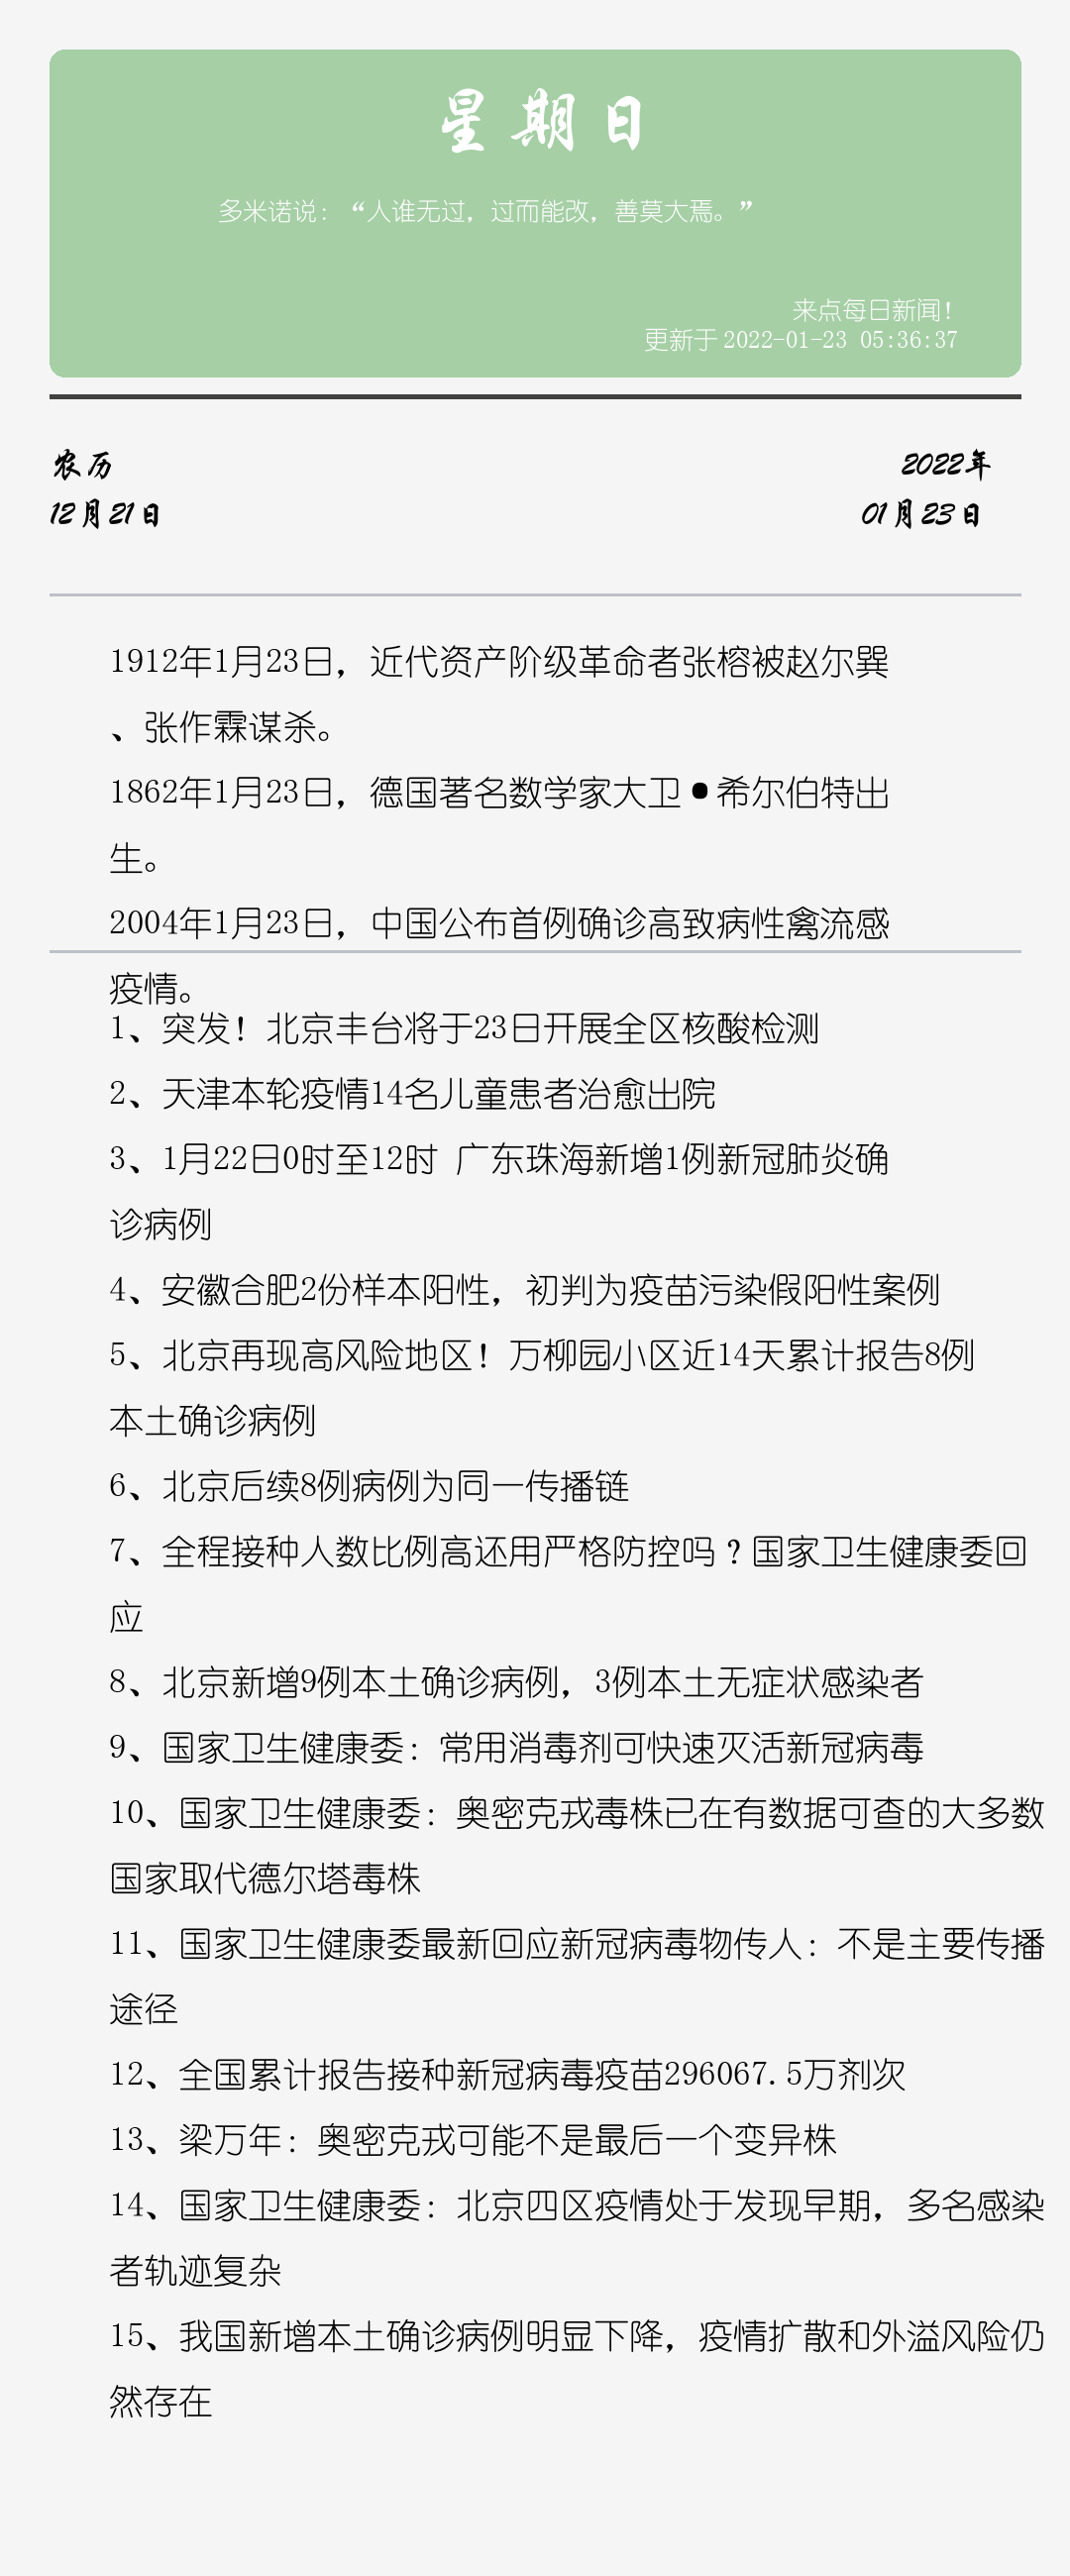 星期日
多米诺说：“人谁无过，过而能改，善莫大焉。”
来点每日新闻！
更新于 2022-01-23 05:36:37
农历
2022年
12月21日
01月23日
1912年1月23日，近代资产阶级革命者张榕被赵尔巽
、张作霖谋杀。
1862年1月23日，德国著名数学家大卫•希尔伯特出
生。
2004年1月23日，中国公布首例确诊高致病性禽流感
疫情。
1、突发！北京丰台将于23日开展全区核酸检测
2、天津本轮疫情14名儿童患者治愈出院
3、1月22日0时至12时 广东珠海新增1例新冠肺炎确
诊病例
4、安徽合肥2份样本阳性，初判为疫苗污染假阳性案例
5、北京再现高风险地区！万柳园小区近14天累计报告8例
本土确诊病例
6、北京后续8例病例为同一传播链
7、全程接种人数比例高还用严格防控吗？国家卫生健康委回
应
8、北京新增9例本土确诊病例，3例本土无症状感染者
9、国家卫生健康委：常用消毒剂可快速灭活新冠病毒
10、国家卫生健康委：奥密克戎毒株已在有数据可查的大多数
国家取代德尔塔毒株
11、国家卫生健康委最新回应新冠病毒物传人：不是主要传播
途径
12、全国累计报告接种新冠病毒疫苗296067.5万剂次
13、梁万年：奥密克戎可能不是最后一个变异株
14、国家卫生健康委：北京四区疫情处于发现早期，多名感染
者轨迹复杂
15、我国新增本土确诊病例明显下降，疫情扩散和外溢风险仍
然存在